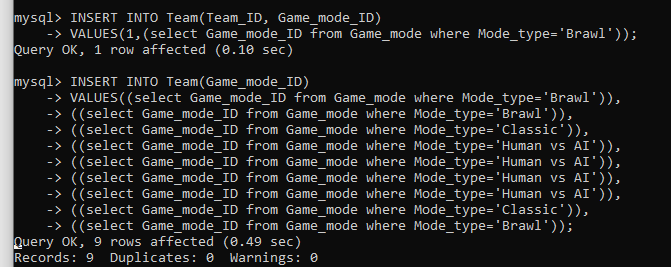 mysql> INSERT INTO Team(Team_ID, Game_mode_ID)
    -> VALUES(1,(select Game_mode_ID from Game_mode where Mode_type='Brawl'));
Query OK, 1 row affected (0.10 sec)

mysql> INSERT INTO Team(Game_mode_ID)
    -> VALUES((select Game_mode_ID from Game_mode where Mode_type='Brawl')),
    -> ((select Game_mode_ID from Game_mode where Mode_type='Brawl')),
    -> ((select Game_mode_ID from Game_mode where Mode_type='Classic')),
    -> ((select Game_mode_ID from Game_mode where Mode_type='Human vs AI')),
    -> ((select Game_mode_ID from Game_mode where Mode_type='Human vs AI')),
    -> ((select Game_mode_ID from Game_mode where Mode_type='Human vs AI')),
    -> ((select Game_mode_ID from Game_mode where Mode_type='Human vs AI')),
    -> ((select Game_mode_ID from Game_mode where Mode_type='Classic')),
    -> ((select Game_mode_ID from Game_mode where Mode_type='Brawl'));
Query OK, 9 rows affected (0.49 sec)
Records: 9  Duplicates: 0  Warnings: 0